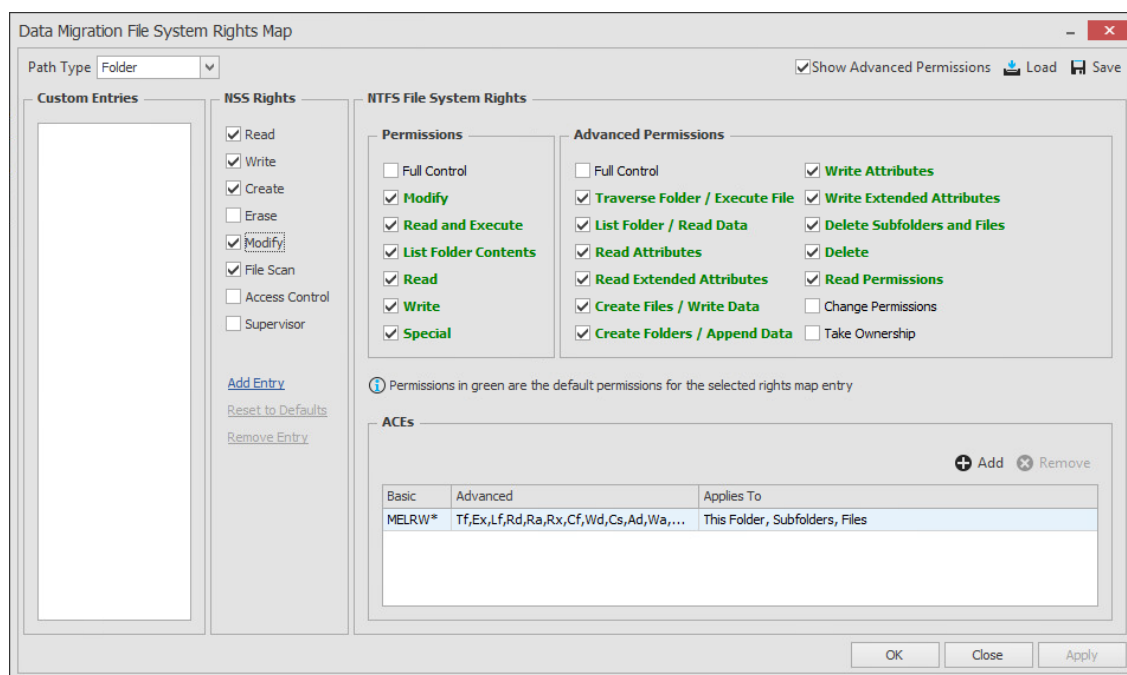 Data Migration File System Rights Map
Path Type Folder
Show Advanced Permissions Load Save
Custom Entries
NSS Rights
Read
Write
Create
Erase
Modify
File Scan
Access Control
Supervisor
Add Entry
Reset to Defaults
Remove Entry
NTFS File System Rights
Permissions
Full Control
Modify
Read and Execute
List Folder Contents
Read
Write
Special
Advanced Permissions
Full Control
Traverse Folder / Execute File
List Folder / Read Data
Read Attributes
Read Extended Attributes
Create Files / Write Data
Create Folders / Append Data
Write Attributes
Write Extended Attributes
Delete Subfolders and Files
Delete
Read Permissions
Change Permissions
Take Ownership
Permissions in green are the default permissions for the selected rights map entry
ACEs
Add Remove
Basic Advanced Applies To
MELRW* Tf,Ex,Lf,Rd,Ra,Rx,Cf,Wd,Cs,Ad,Wa,... This Folder, Subfolders, Files
OK Close Apply